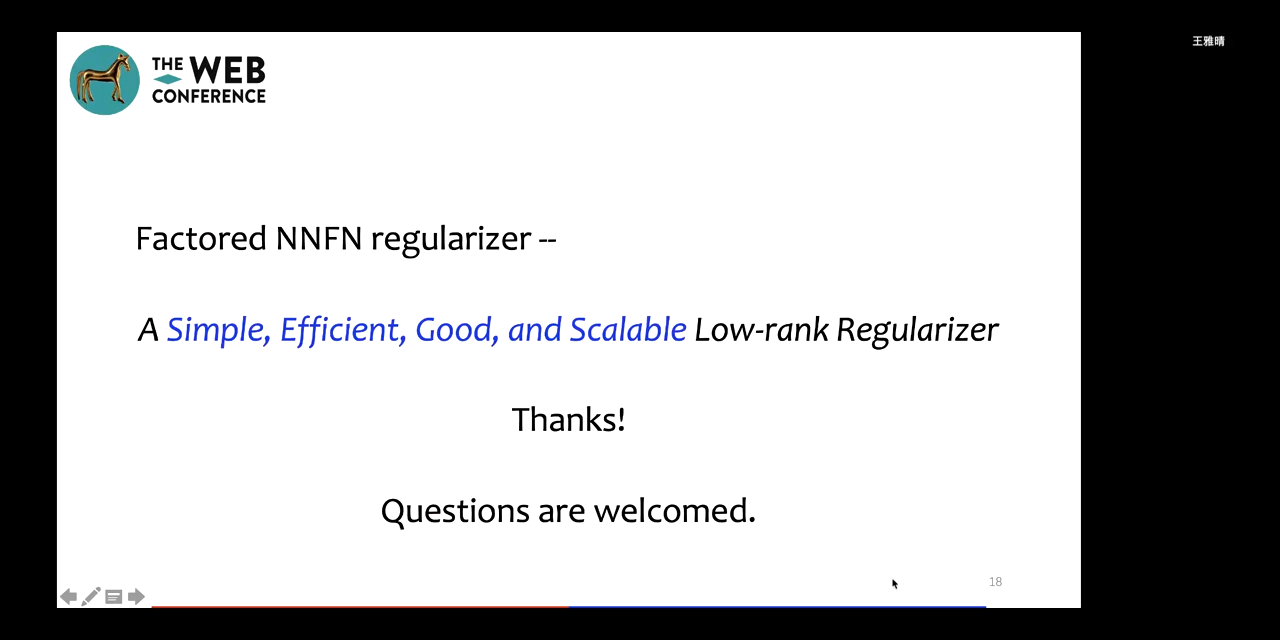 王雅晴
THE WEB
CONFERENCE
Factored NNFN regularizer --
A Simple, Efficient, Good, and Scalable Low-rank Regularizer
Thanks!
Questions are welcomed.
18